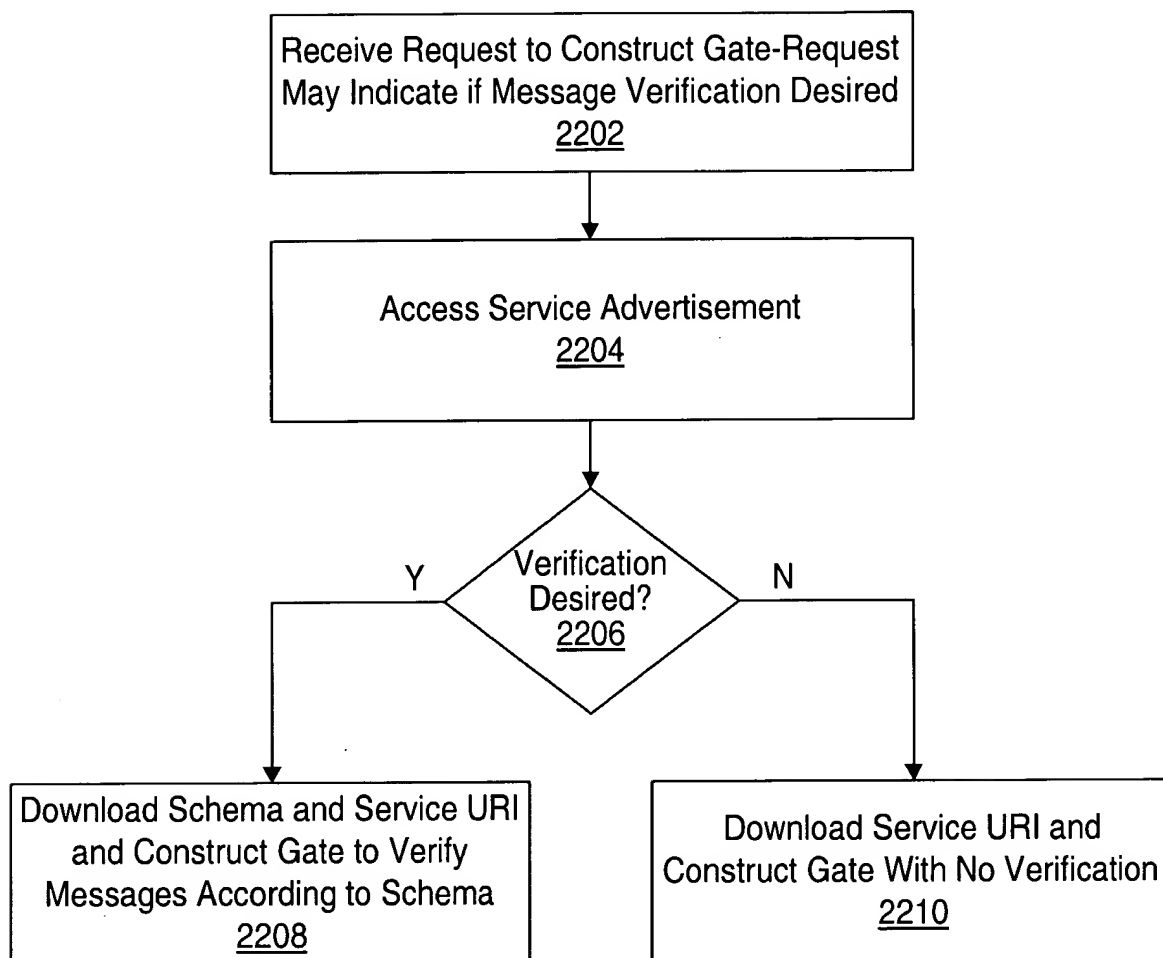 Receive Request to Construct Gate-Request
May Indicate if Message Verification Desired
2202
Access Service Advertisement
2204
Verification
Desired?
2206
Y
N
Download Schema and Service URI
and Construct Gate to Verify
Messages According to Schema
2208
Download Service URI and
Construct Gate With No Verification
2210